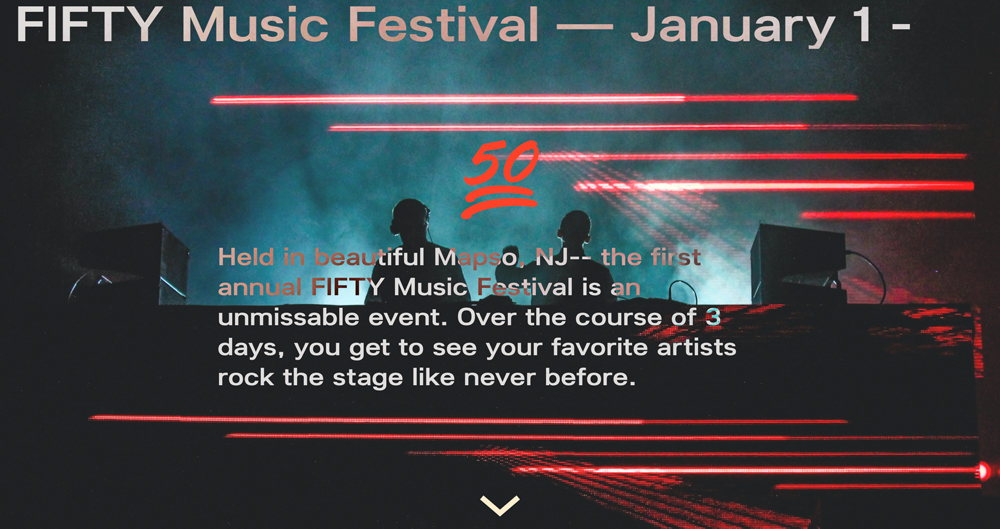 FIFTY Music Festival — January 1 -
50
Held in beautiful Mapso, NJ-- the first
annual FIFTY Music Festival is an
unmissable event. Over the course of 3
days, you get to see your favorite artists
rock the stage like never before.